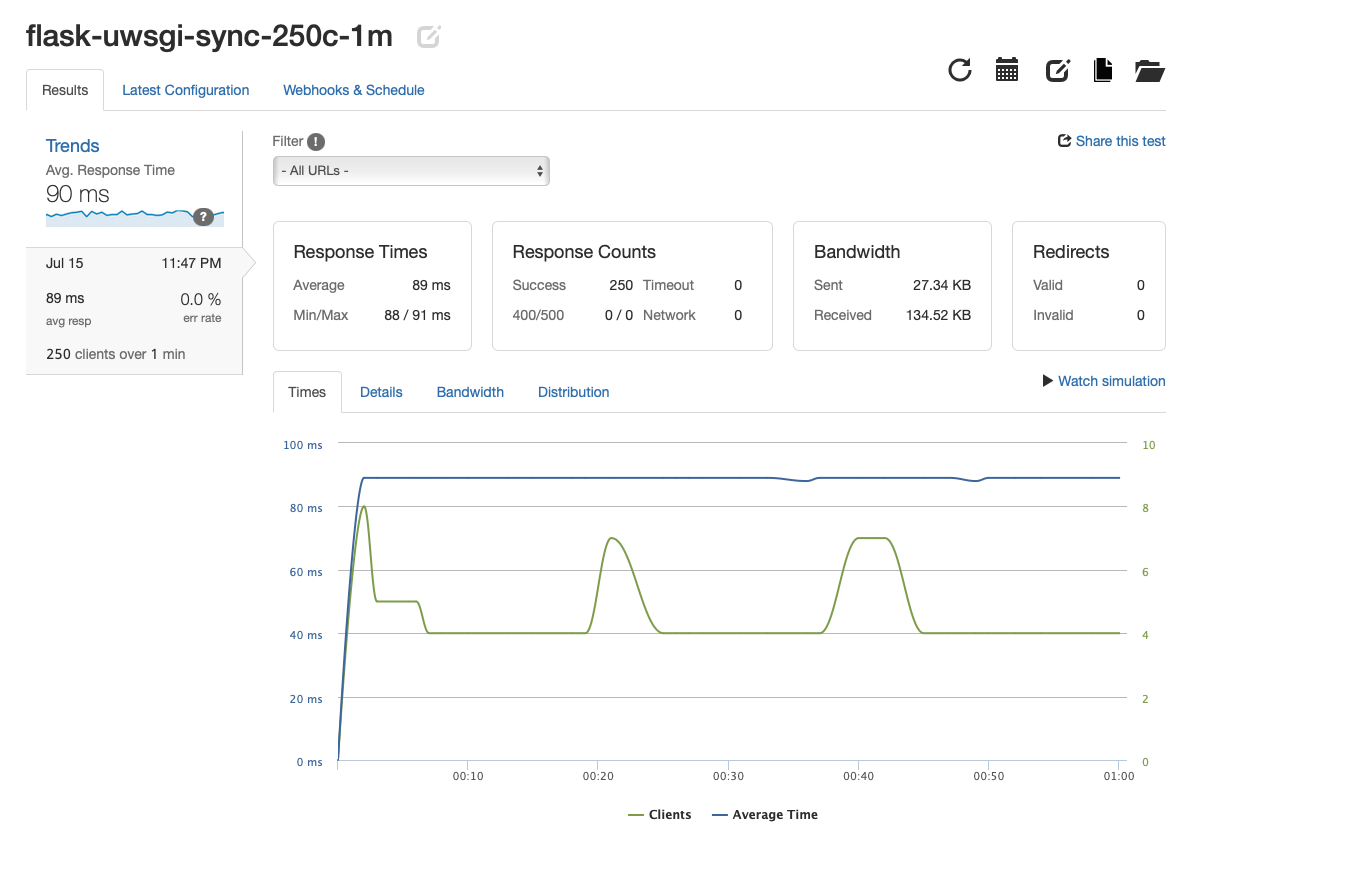 flask-uwsgi-sync-250c-1m
Results Latest Configuration Webhooks & Schedule
Trends
Avg. Response Time
90 ms
?
Jul 15 11:47 PM
89 ms 0.0 %
avg resp err rate
250 clients over 1 min
Filter !
- All URLs -
Share this test
Response Times
Average 89 ms
Min/Max 88 / 91 ms
Response Counts
Success 250 Timeout 0
400/500 0 / 0 Network 0
Bandwidth
Sent 27.34 KB
Received 134.52 KB
Redirects
Valid 0
Invalid 0
Times Details Bandwidth Distribution
Watch simulation
100 ms 10
80 ms 8
60 ms 6
40 ms 4
20 ms 2
0 ms 0
00:10 00:20 00:30 00:40 00:50 01:00
Clients Average Time